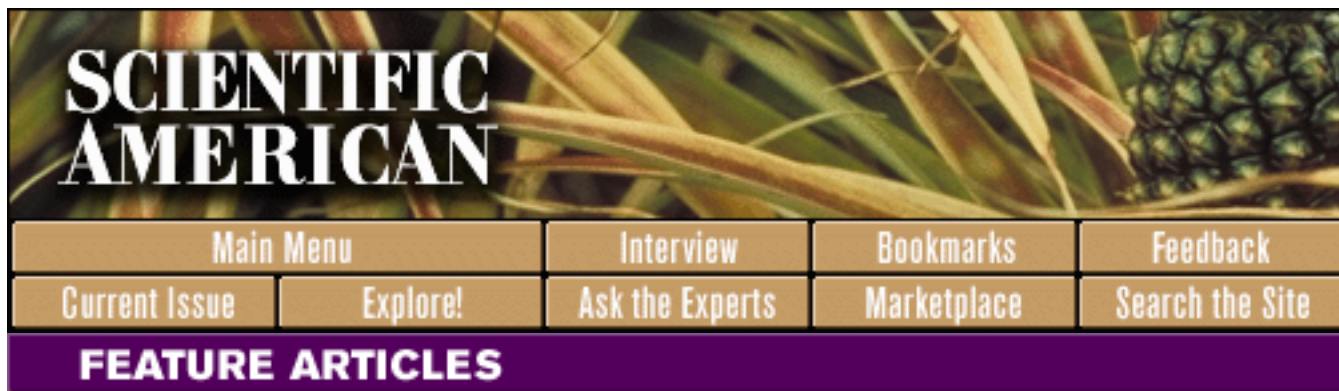 SCIENTIFIC
AMERICAN
Main Menu
Interview
Bookmarks
Feedback
Current Issue
Explore!
Ask the Experts
Marketplace
Search the Site
FEATURE ARTICLES